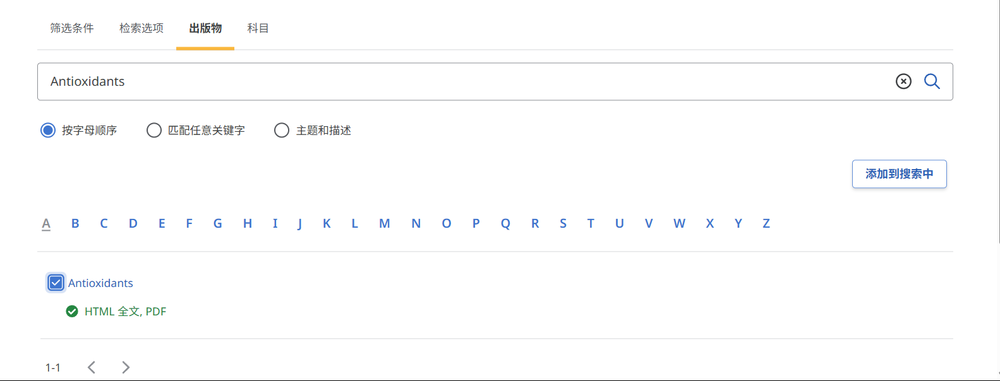 筛选条件 检索选项 出版物 科目
Antioxidants
按字母顺序 匹配任意关键字 主题和描述
添加到搜索中
A B C D E F G H I J K L M N O P Q R S T U V W X Y Z
Antioxidants
HTML 全文, PDF
1-1